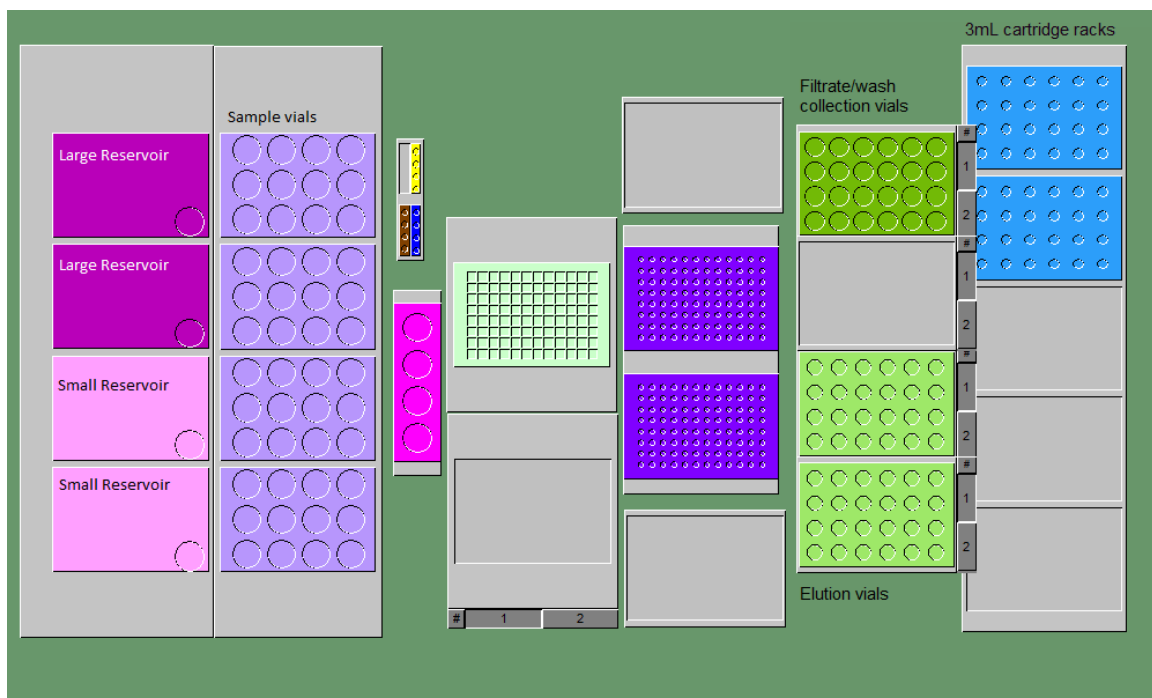 3mL cartridge racks
Filtrate/wash
collection vials
Sample vials
Large Reservoir
Large Reservoir
Small Reservoir
Small Reservoir
#
1
2
#
1
2
#
1
2
#
1
2
Elution vials
# 1 2